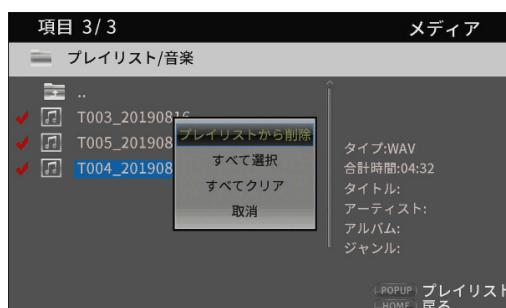 項目 3/3
メディア
プレイリスト/音楽
..
T003_20190816
T005_201908
T004_201908
プレイリストから削除
すべて選択
すべてクリア
取消
タイプ:WAV
合計時間:04:32
タイトル:
アーティスト:
アルバム:
ジャンル:
POPUP プレイリスト
HOME 戻る